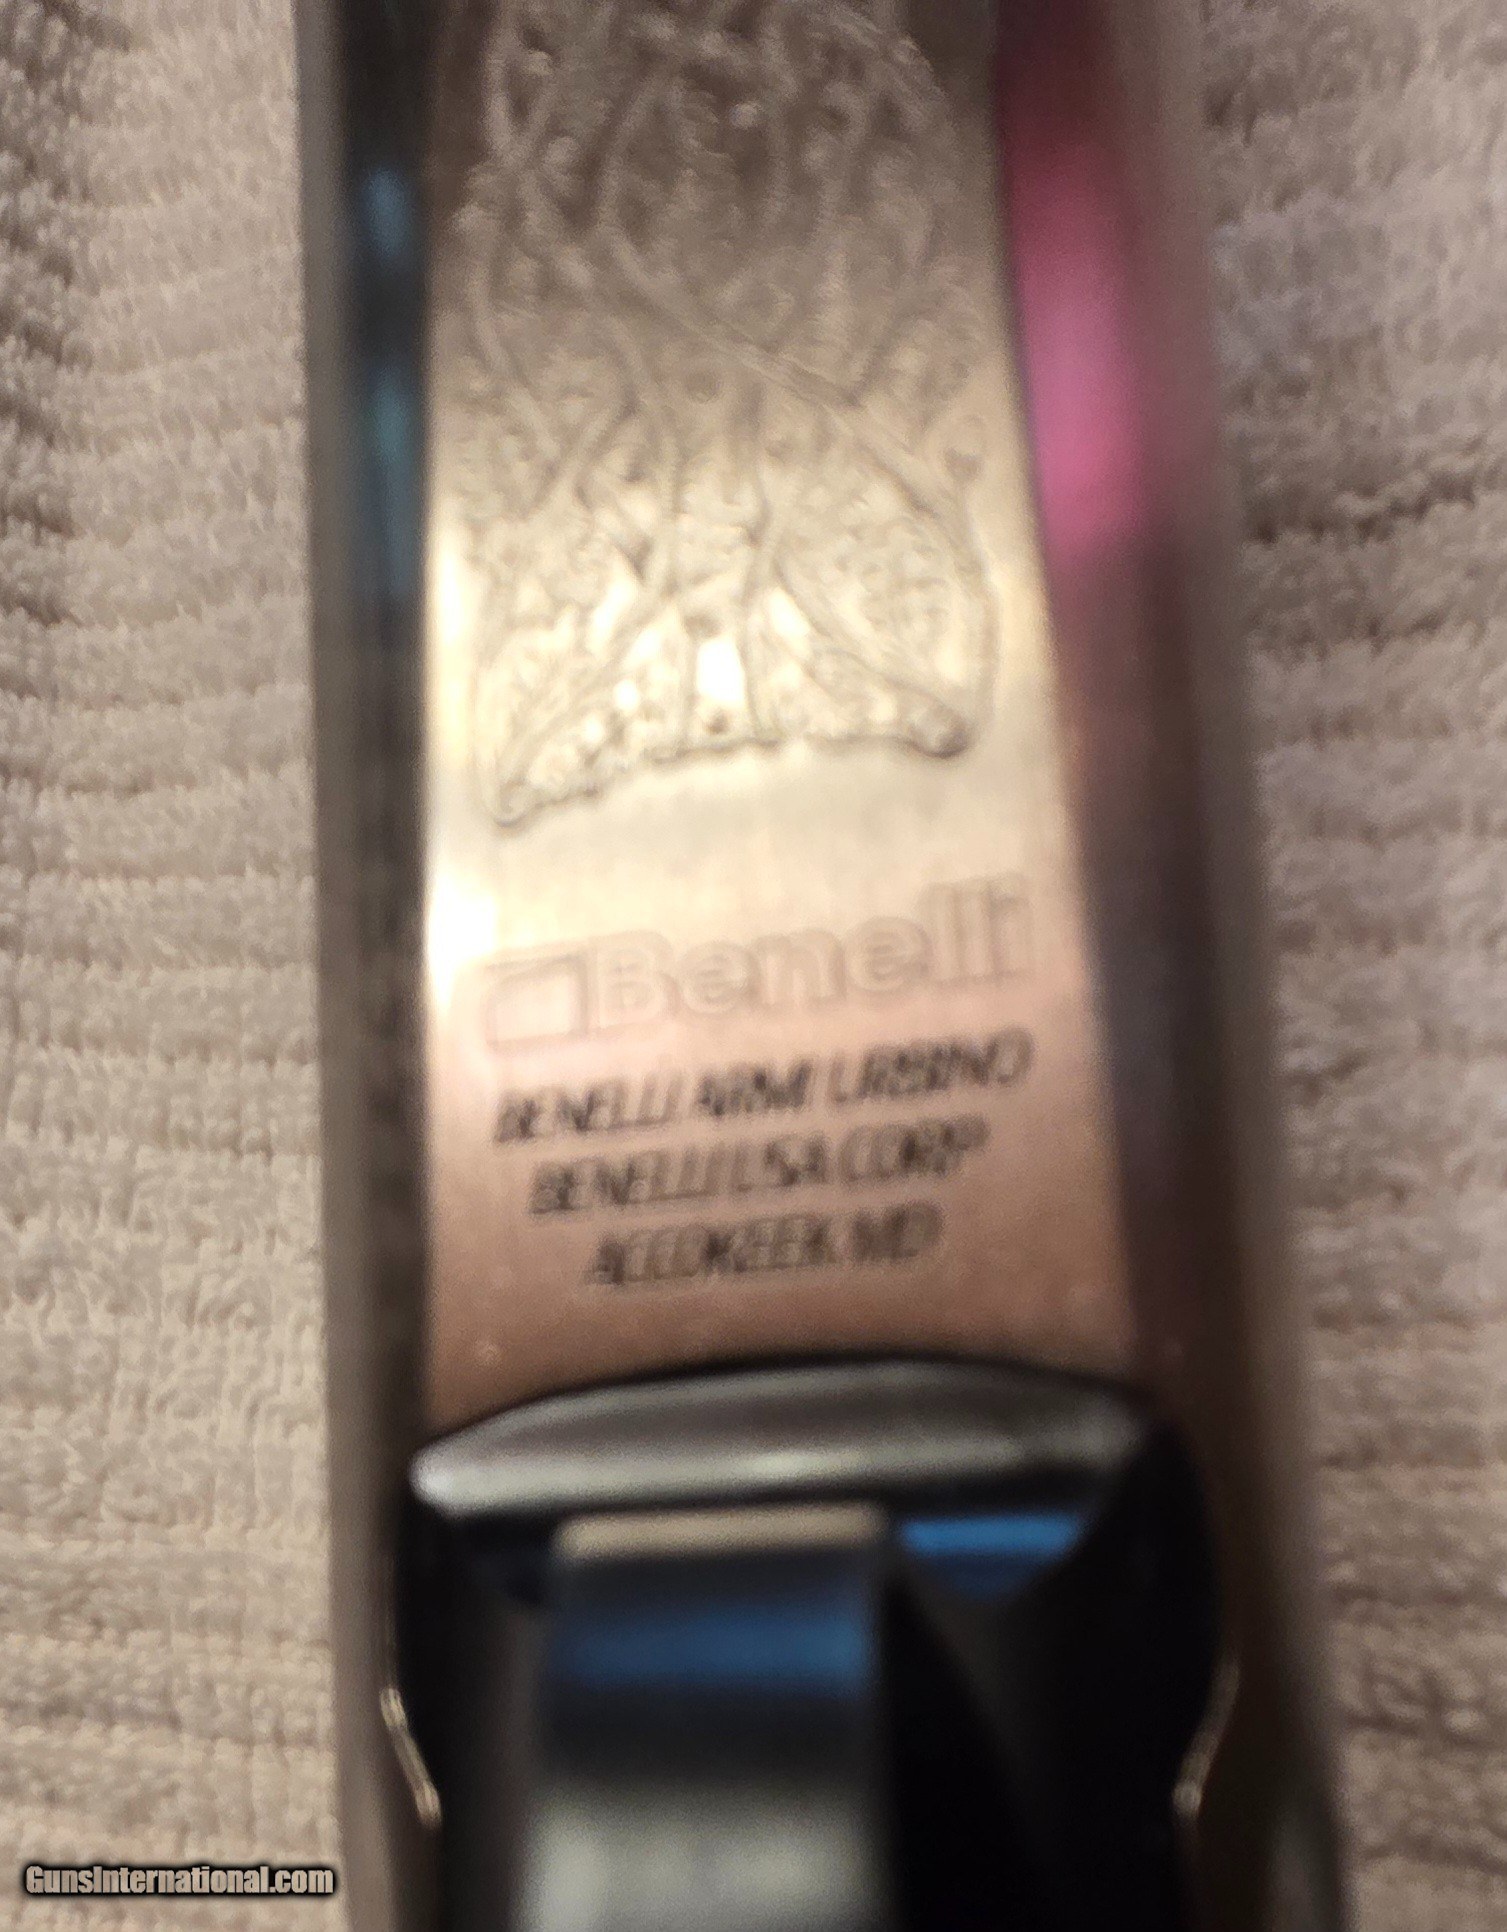 Benelli
BENELLI ARMI URBINO
BENELLI USA CORP
ACCOKEEK MD
GunsInternational.com